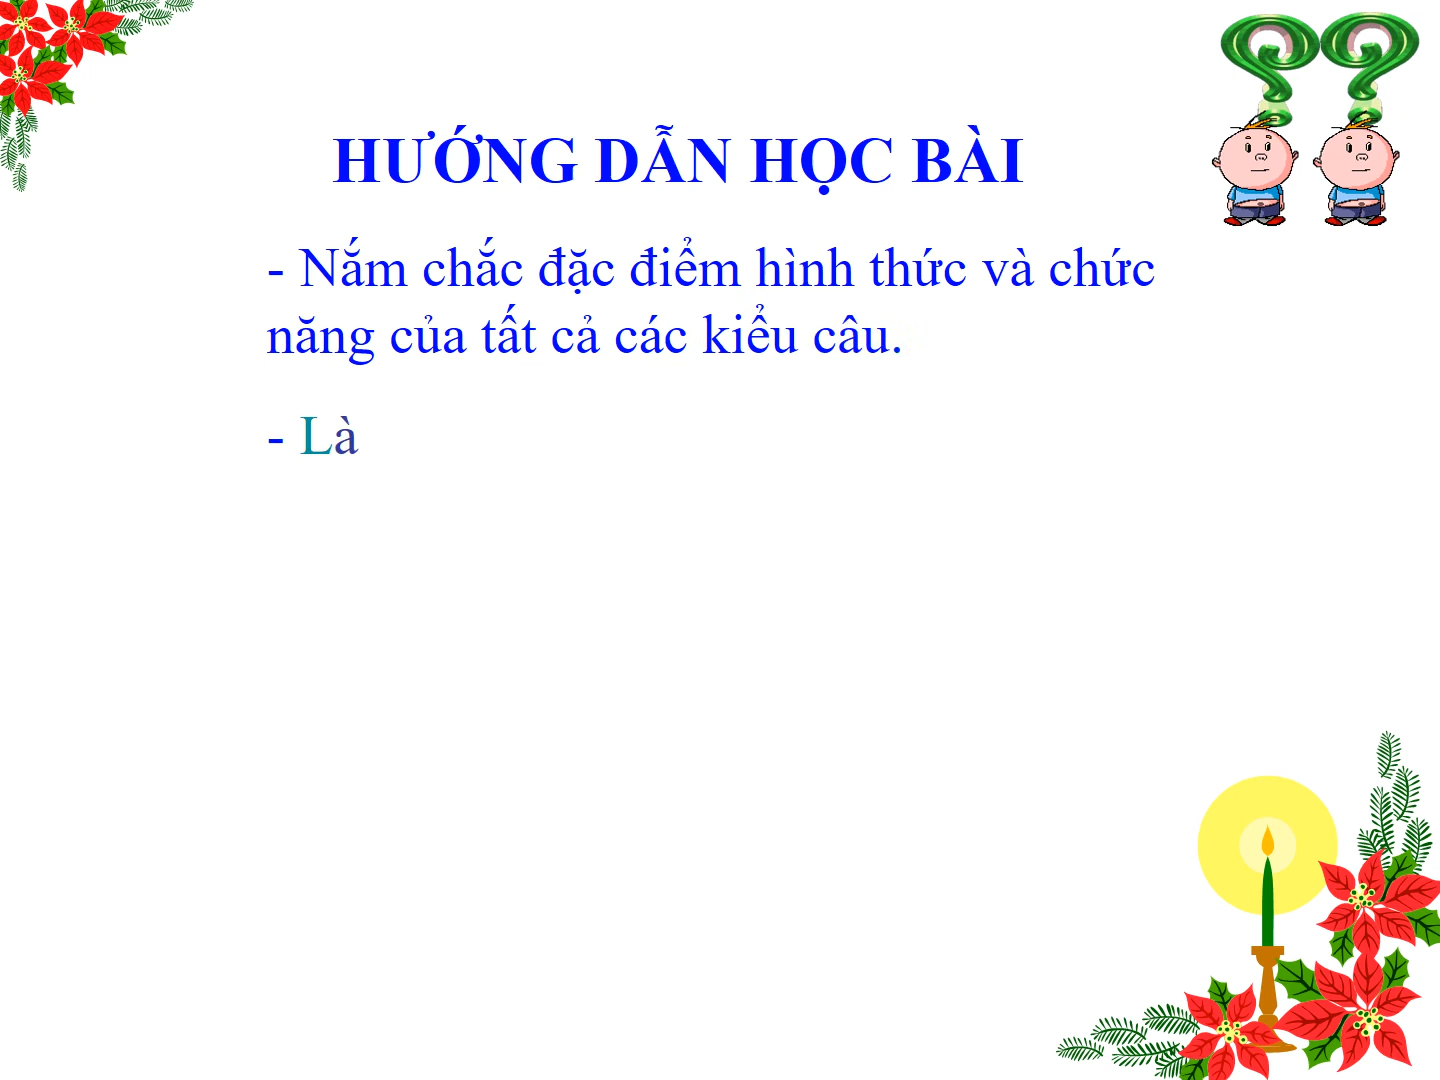 HƯỚNG DẪN HỌC BÀI
- Nắm chắc đặc điểm hình thức và chức
năng của tất cả các kiểu câu.
- Là